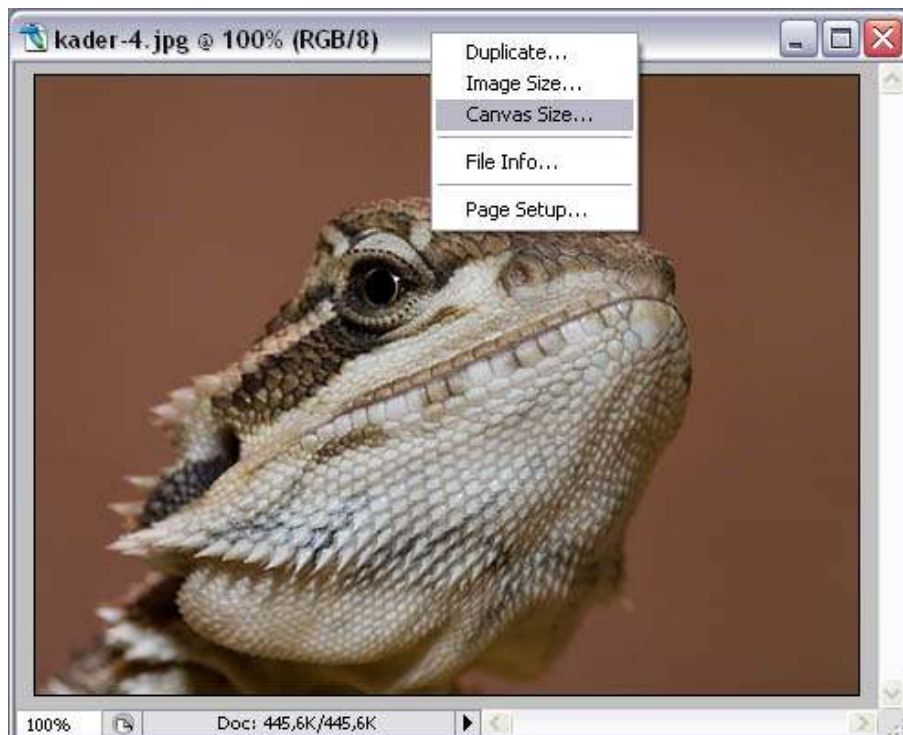 kader-4.jpg @ 100% (RGB/8)
Duplicate...
Image Size...
Canvas Size...
File Info...
Page Setup...
100%
Doc: 445,6K/445,6K